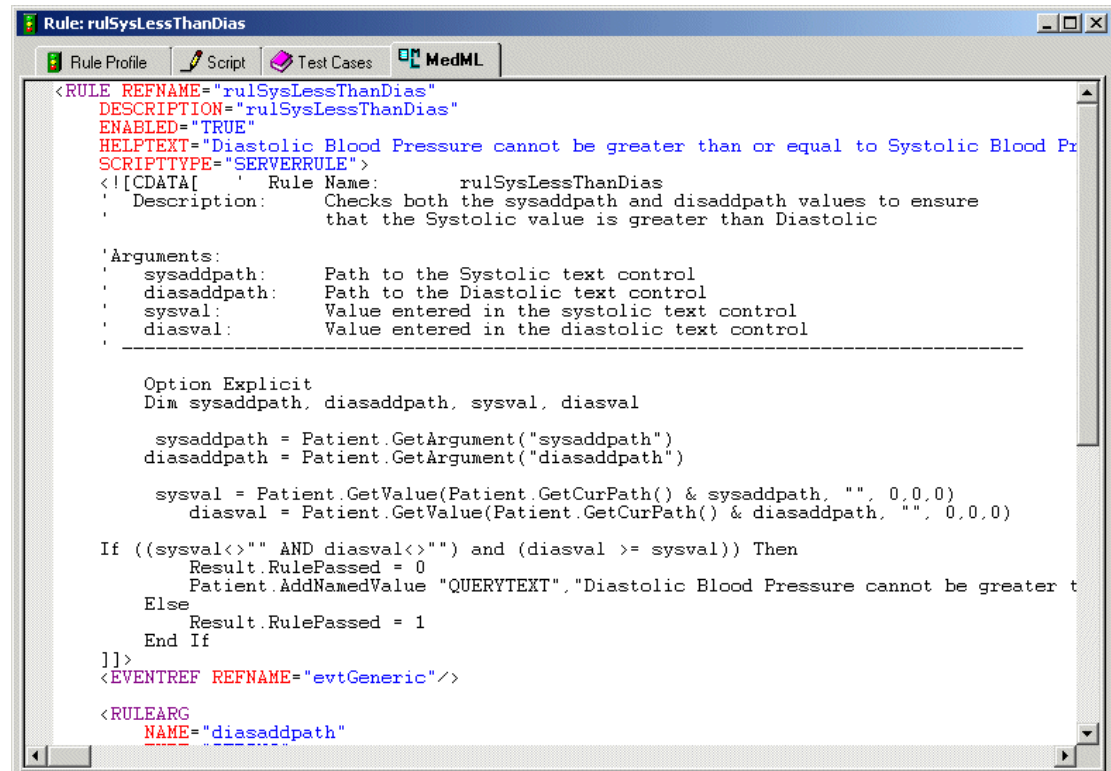 Rule: rulSysLessThanDias
Rule Profile Script Test Cases MedML
<RULE REFNAME="rulSysLessThanDias"
DESCRIPTION="rulSysLessThanDias"
ENABLED="TRUE"
HELPTEXT="Diastolic Blood Pressure cannot be greater than or equal to Systolic Blood Pr
SCRIPTTYPE="SERVERRULE">
<![CDATA[ ' Rule Name: rulSysLessThanDias
' Description: Checks both the sysaddpath and disaddpath values to ensure
' that the Systolic value is greater than Diastolic
'Arguments:
' sysaddpath: Path to the Systolic text control
' diasaddpath: Path to the Diastolic text control
' sysval: Value entered in the systolic text control
' diasval: Value entered in the diastolic text control
' --------------------------------------------------------------------------------
Option Explicit
Dim sysaddpath, diasaddpath, sysval, diasval
sysaddpath = Patient.GetArgument("sysaddpath")
diasaddpath = Patient.GetArgument("diasaddpath")
sysval = Patient.GetValue(Patient.GetCurPath() & sysaddpath, "", 0,0,0)
diasval = Patient.GetValue(Patient.GetCurPath() & diasaddpath, "", 0,0,0)
If ((sysval<>"" AND diasval<>"") and (diasval >= sysval)) Then
Result.RulePassed = 0
Patient.AddNamedValue "QUERYTEXT","Diastolic Blood Pressure cannot be greater t
Else
Result.RulePassed = 1
End If
]]>
<EVENTREF REFNAME="evtGeneric"/>
<RULEARG
NAME="diasaddpath"